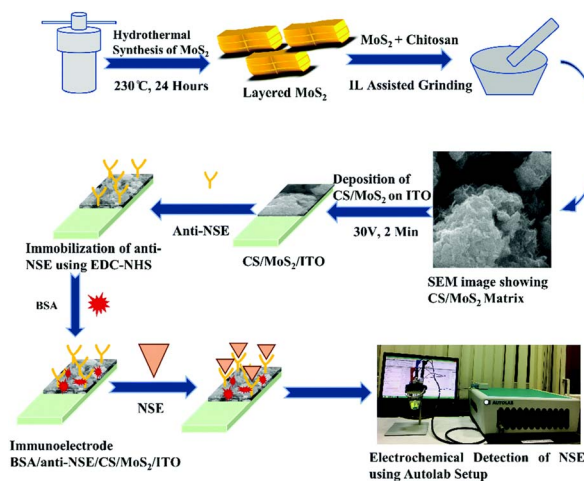 Hydrothermal
Synthesis of MoS₂
230℃, 24 Hours
Layered MoS₂
MoS₂ + Chitosan
IL Assisted Grinding
Deposition of
CS/MoS₂ on ITO
30V, 2 Min
SEM image showing
CS/MoS₂ Matrix
Anti-NSE
CS/MoS₂/ITO
Immobilization of anti-
NSE using EDC-NHS
BSA
NSE
Immunoelectrode
BSA/anti-NSE/CS/MoS₂/ITO
AUTOLAB
Electrochemical Detection of NSE
using Autolab Setup